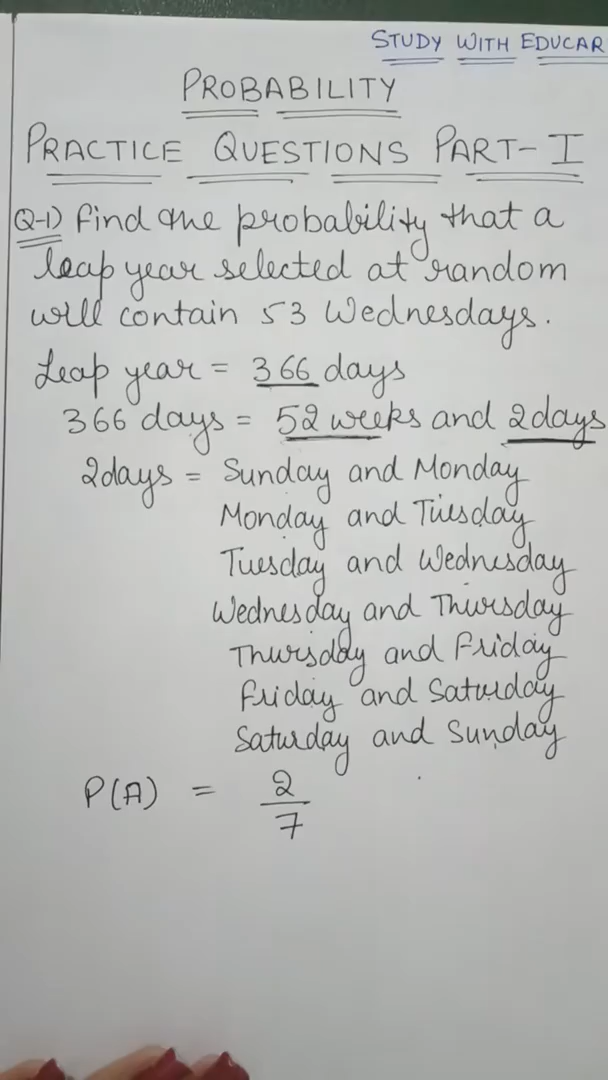 STUDY WITH EDUCAR
PROBABILITY
PRACTICE QUESTIONS PART-I
Q-1) Find the probability that a
leap year selected at random
will contain 53 Wednesdays.
Leap year = 366 days
366 days = 52 weeks and 2days
2days = Sunday and Monday
Monday and Tuesday
Tuesday and Wednesday
Wednesday and Thursday
Thursday and Friday
Friday and Saturday
Saturday and Sunday
P(A) = 2/7